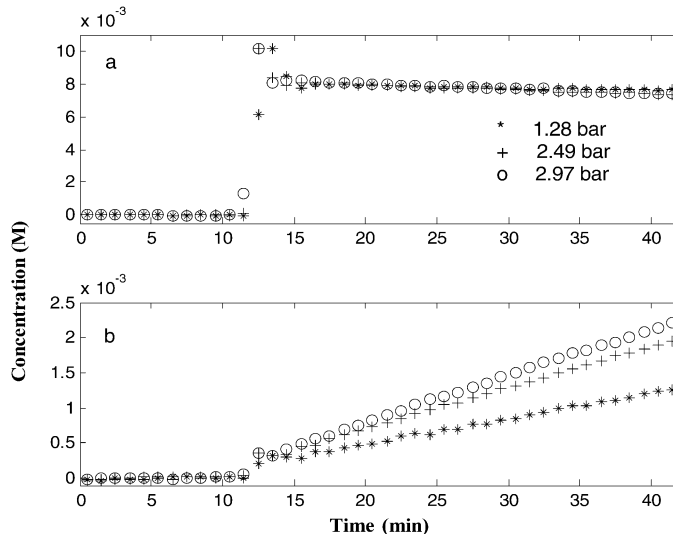 x 10⁻³
10
8
6
4
2
0
a
* 1.28 bar
+ 2.49 bar
o 2.97 bar
0 5 10 15 20 25 30 35 40
Concentration (M)
x 10⁻³
2.5
2
1.5
1
0.5
0
b
0 5 10 15 20 25 30 35 40
Time (min)